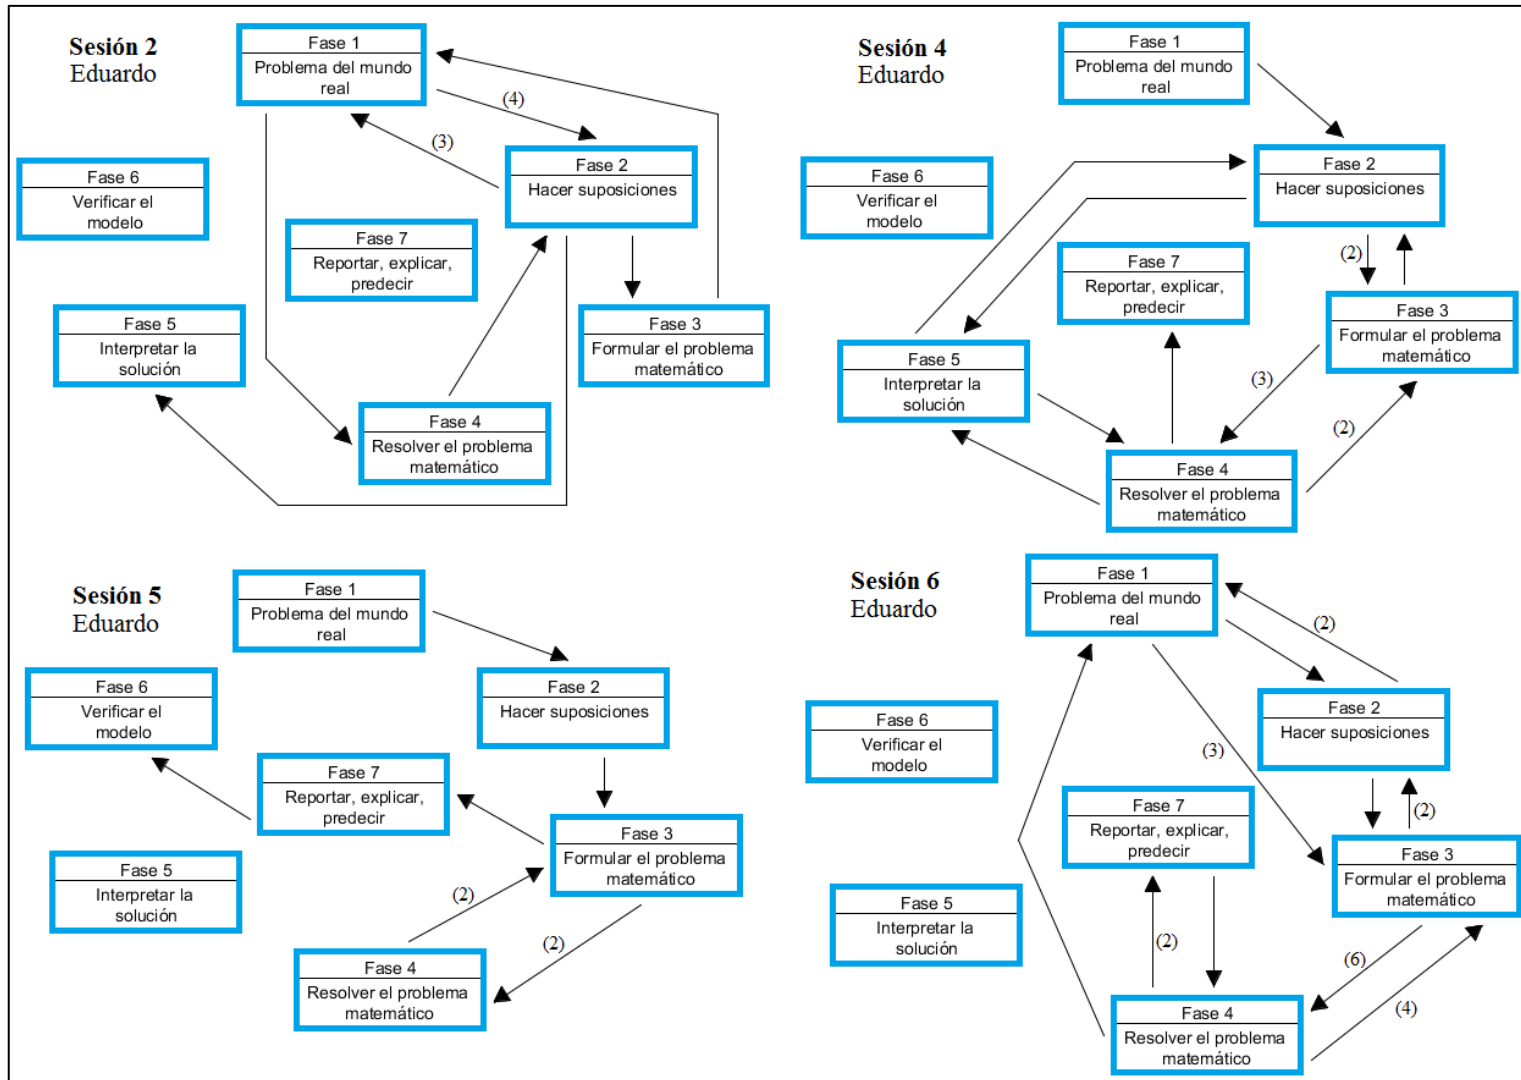 Sesión 2
Eduardo
Fase 1
Problema del mundo
real
(4)
(3)
Fase 2
Hacer suposiciones
Fase 6
Verificar el
modelo
Fase 7
Reportar, explicar,
predecir
Fase 5
Interpretar la
solución
Fase 3
Formular el problema
matemático
Fase 4
Resolver el problema
matemático
Sesión 4
Eduardo
Fase 1
Problema del mundo
real
Fase 2
Hacer suposiciones
Fase 6
Verificar el
modelo
(2)
Fase 7
Reportar, explicar,
predecir
Fase 3
Formular el problema
matemático
Fase 5
Interpretar la
solución
(3)
(2)
Fase 4
Resolver el problema
matemático
Sesión 5
Eduardo
Fase 1
Problema del mundo
real
Fase 6
Verificar el
modelo
Fase 2
Hacer suposiciones
Fase 7
Reportar, explicar,
predecir
Fase 3
Formular el problema
matemático
Fase 5
Interpretar la
solución
(2)
(2)
Fase 4
Resolver el problema
matemático
Sesión 6
Eduardo
Fase 1
Problema del mundo
real
(2)
Fase 2
Hacer suposiciones
Fase 6
Verificar el
modelo
(3)
Fase 7
Reportar, explicar,
predecir
(2)
Fase 3
Formular el problema
matemático
Fase 5
Interpretar la
solución
(2)
(6)
(4)
Fase 4
Resolver el problema
matemático